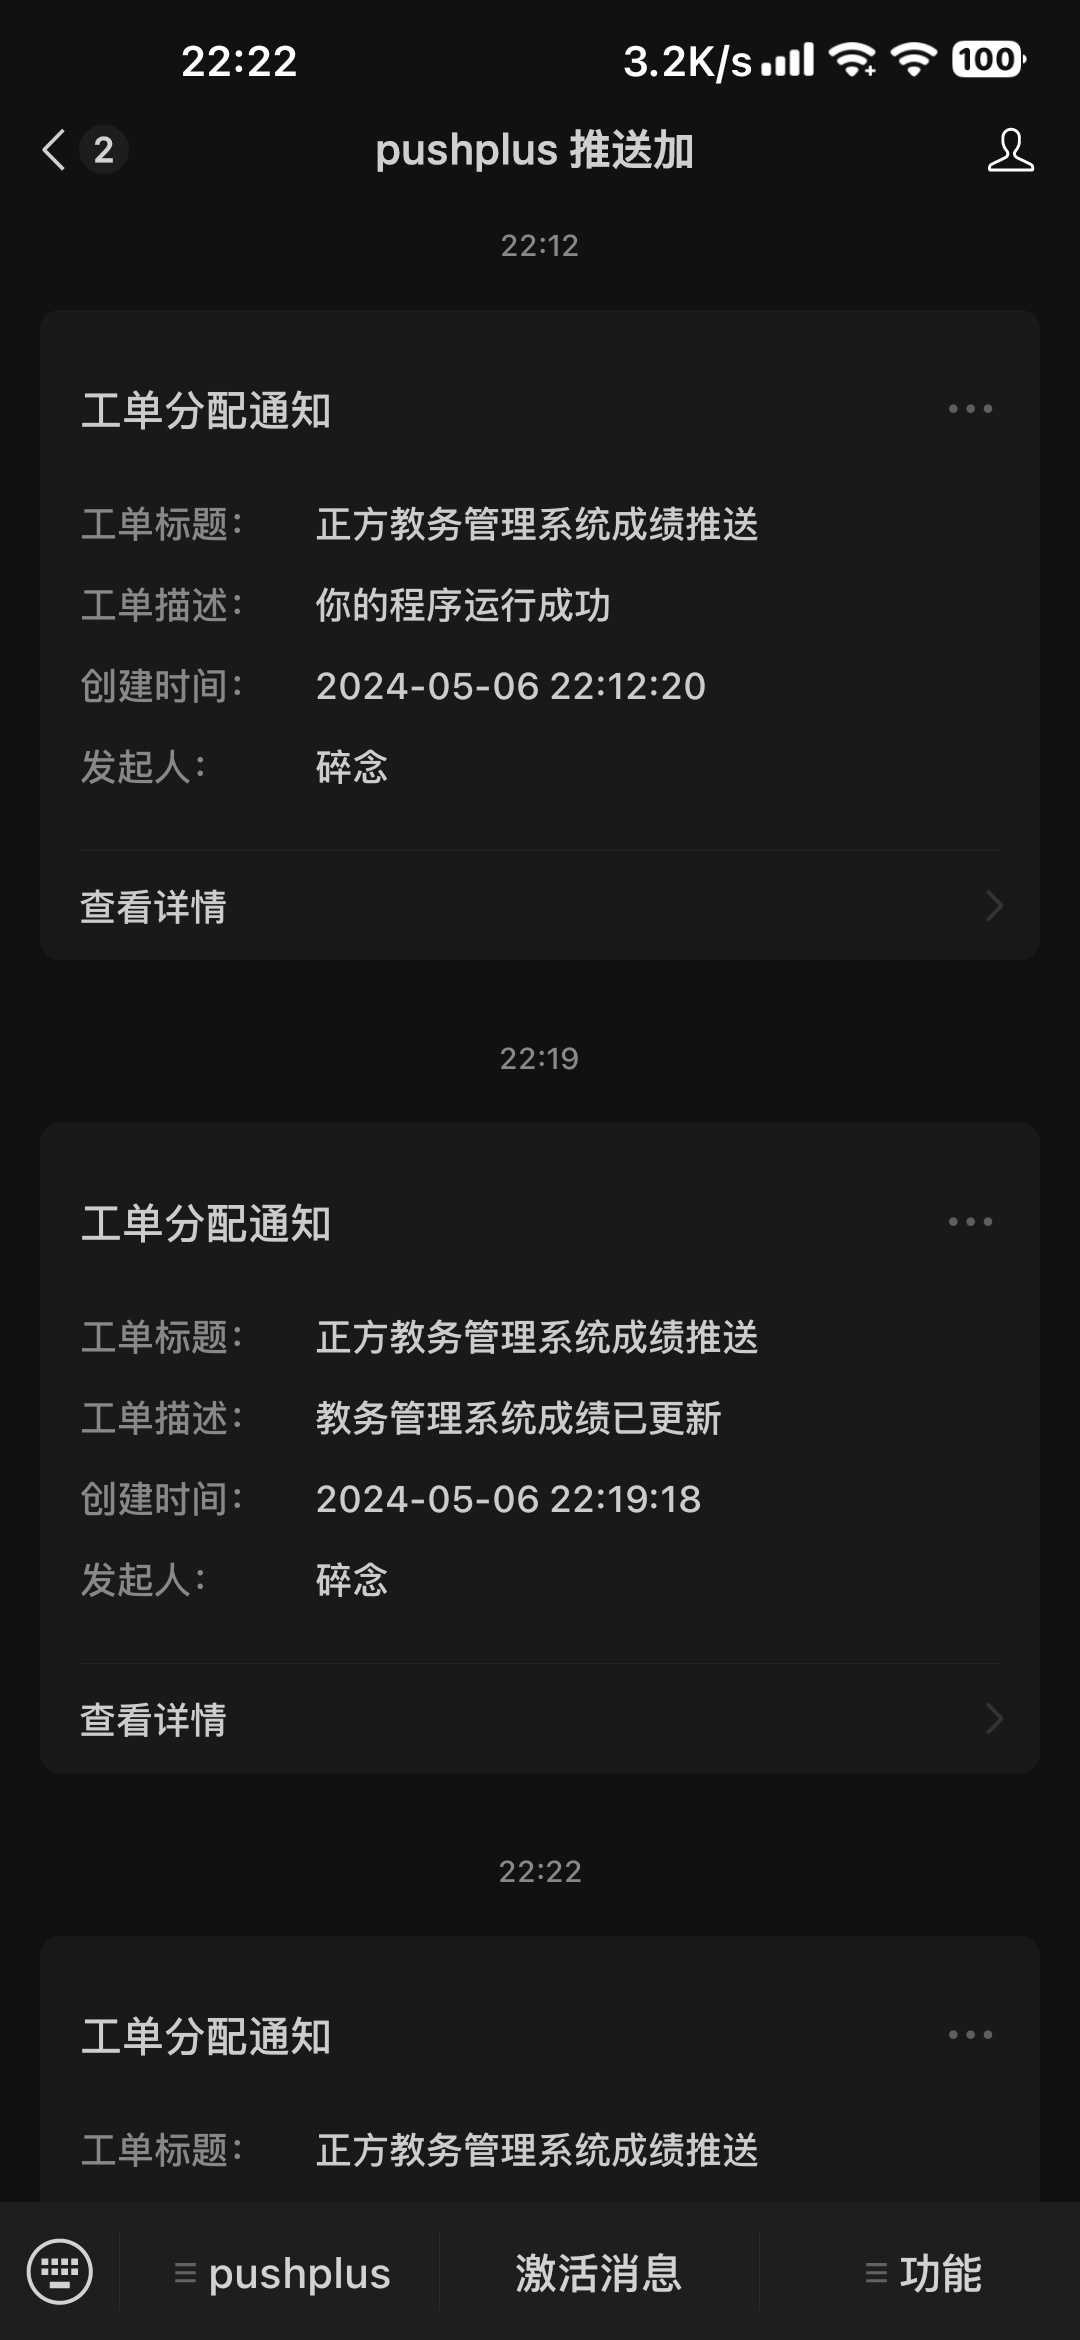 22:22
3.2K/s
100
2
pushplus 推送加
22:12
工单分配通知
工单标题: 正方教务管理系统成绩推送
工单描述: 你的程序运行成功
创建时间: 2024-05-06 22:12:20
发起人: 碎念
查看详情
22:19
工单分配通知
工单标题: 正方教务管理系统成绩推送
工单描述: 教务管理系统成绩已更新
创建时间: 2024-05-06 22:19:18
发起人: 碎念
查看详情
22:22
工单分配通知
工单标题: 正方教务管理系统成绩推送
pushplus
激活消息
功能